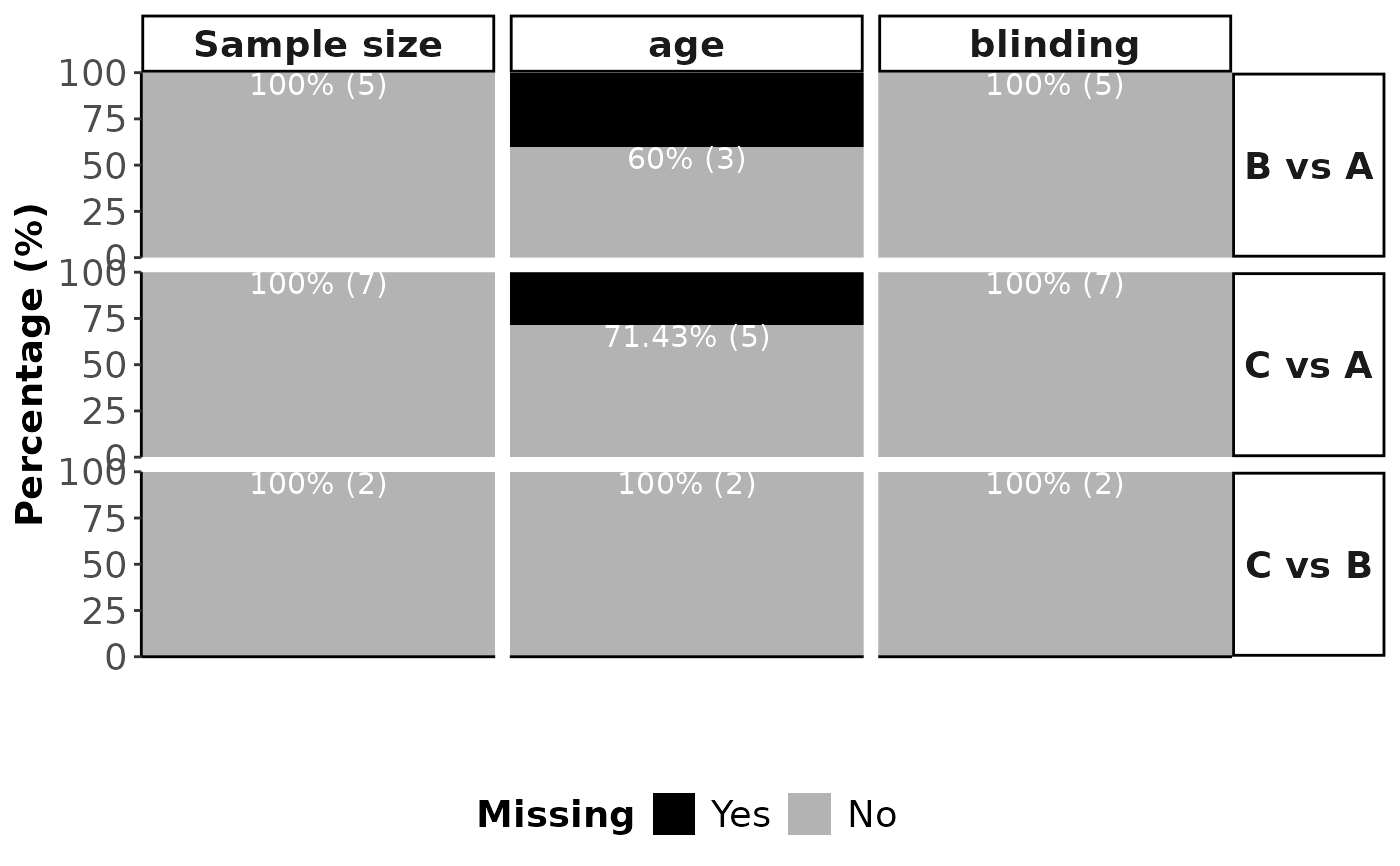 Sample size age blinding
100% (5) 60% (3) 100% (5)
100
75
50
25
0
B vs A
100% (7) 71.43% (5) 100% (7)
100
75
50
25
0
C vs A
100% (2) 100% (2) 100% (2)
100
75
50
25
0
C vs B
Percentage (%)
Missing Yes No